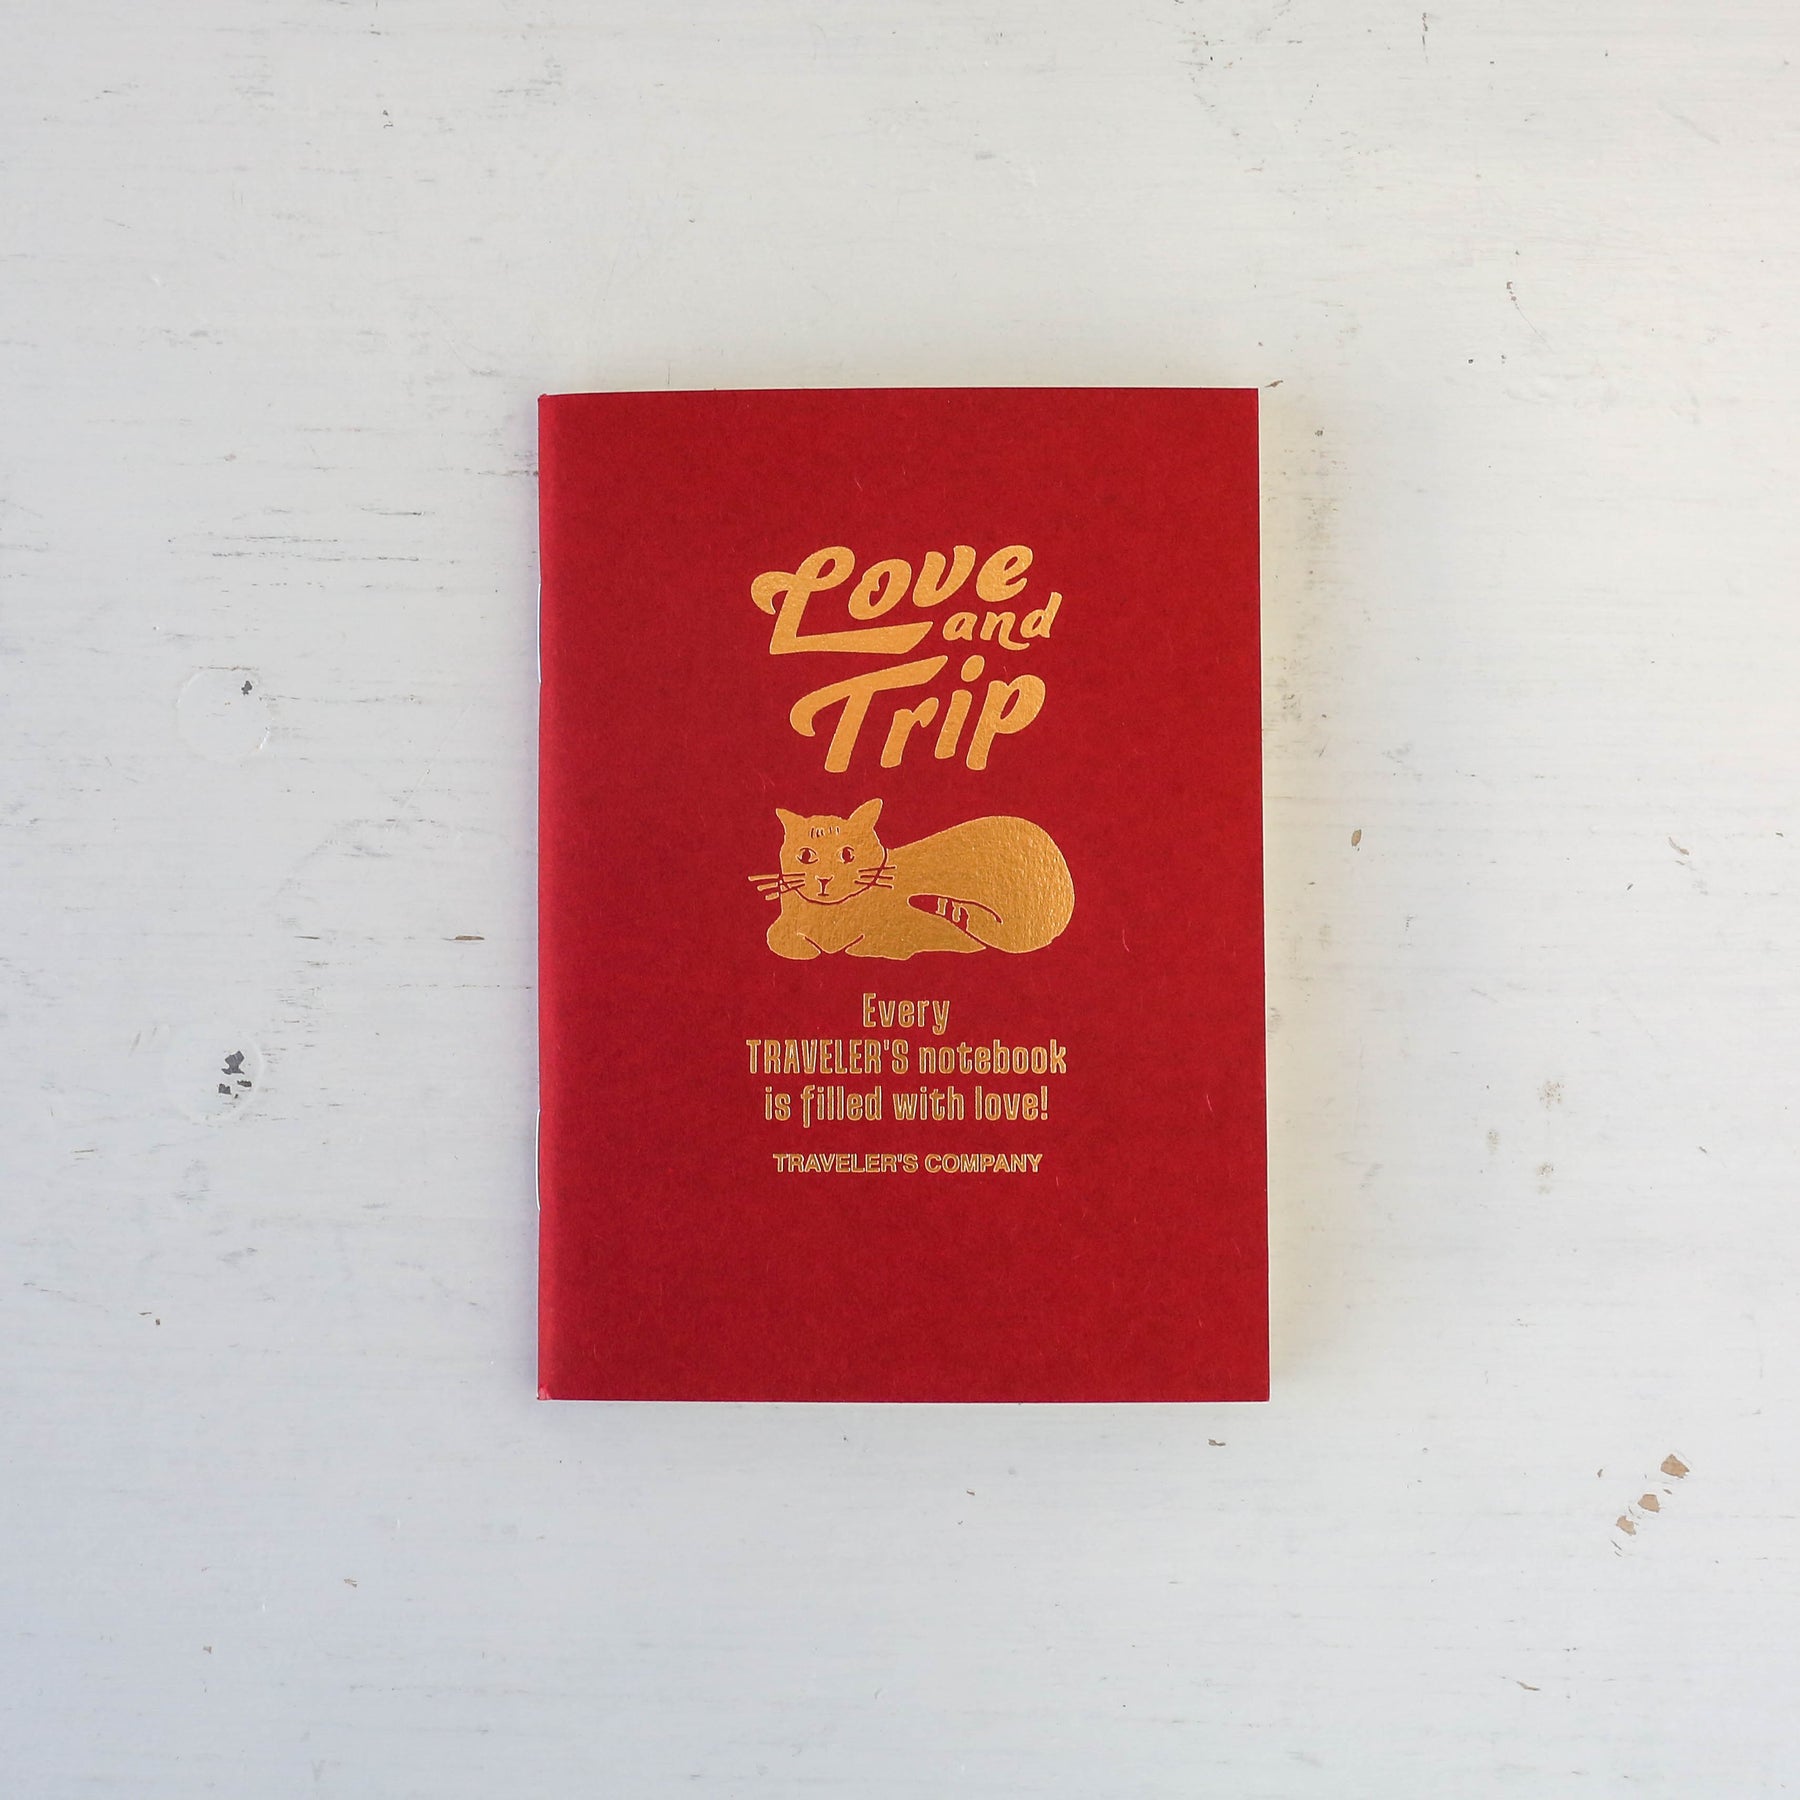 Love
and
Trip
Every
TRAVELER'S notebook
is filled with love!
TRAVELER'S COMPANY